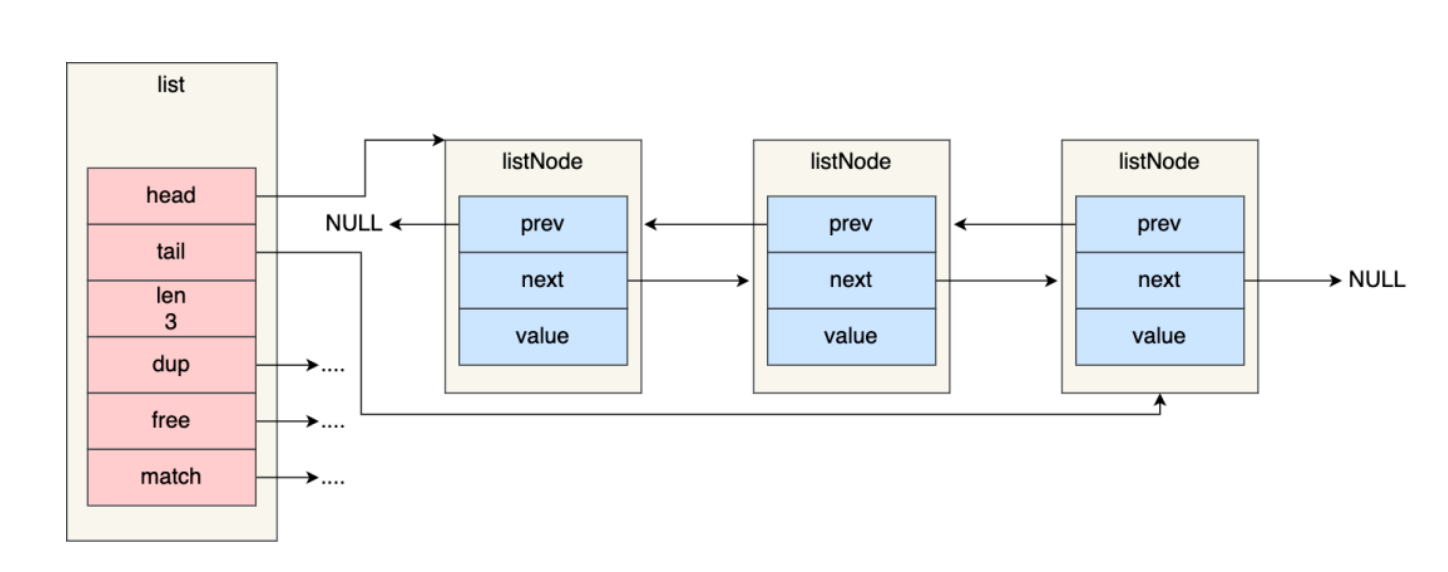 list
head
tail
len
3
dup
....
free
....
match
....
NULL
listNode
prev
next
value
listNode
prev
next
value
listNode
prev
next
value
NULL